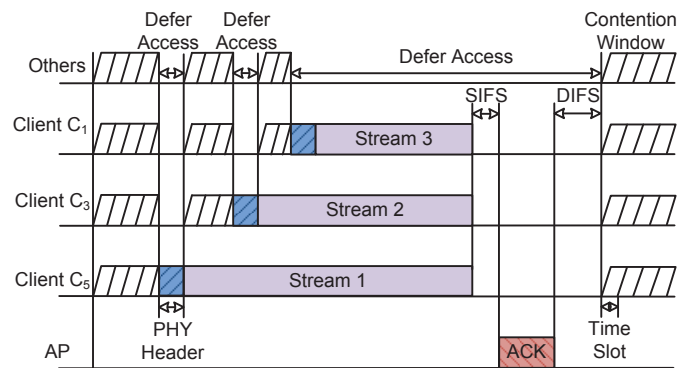 Defer Access
Defer Access
Contention Window
Others
Defer Access
SIFS
DIFS
Client C₁
Stream 3
Client C₃
Stream 2
Client C₅
Stream 1
PHY Header
Time Slot
AP
ACK